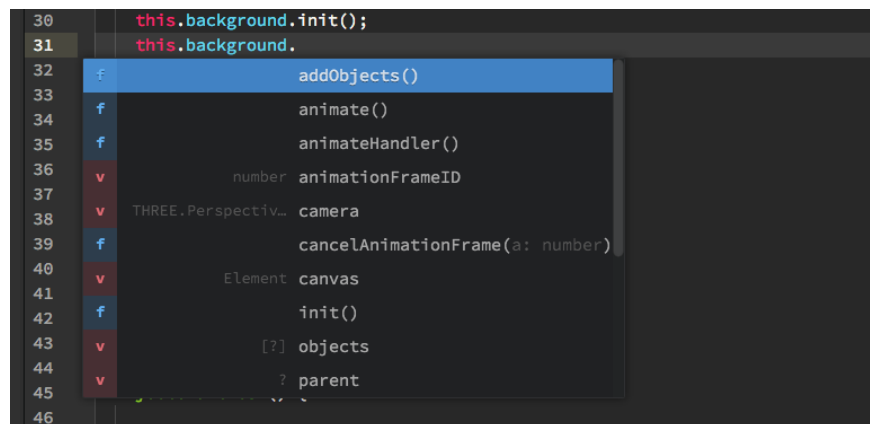 30 this.background.init();
31 this.background.
32 f addObjects()
33
34 f animate()
35 f animateHandler()
36 v number animationFrameID
37
38 v THREE.Perspectiv… camera
39 f cancelAnimationFrame(a: number)
40 v Element canvas
41
42 f init()
43 v [?] objects
44 v ? parent
45
46